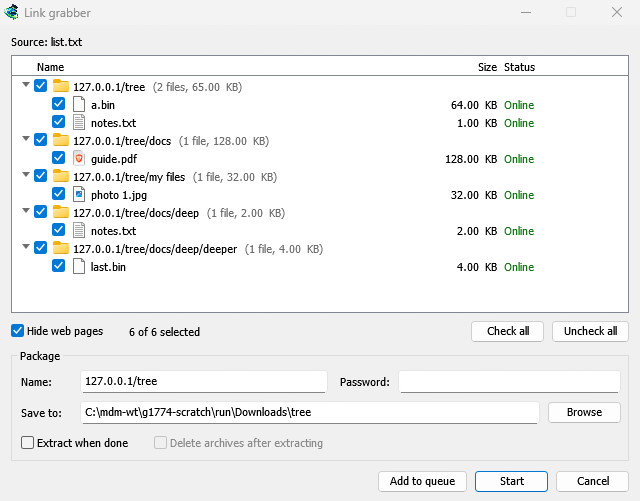 Link grabber
Source: list.txt
Name Size Status
127.0.0.1/tree (2 files, 65.00 KB)
a.bin 64.00 KB Online
notes.txt 1.00 KB Online
127.0.0.1/tree/docs (1 file, 128.00 KB)
guide.pdf 128.00 KB Online
127.0.0.1/tree/my files (1 file, 32.00 KB)
photo 1.jpg 32.00 KB Online
127.0.0.1/tree/docs/deep (1 file, 2.00 KB)
notes.txt 2.00 KB Online
127.0.0.1/tree/docs/deep/deeper (1 file, 4.00 KB)
last.bin 4.00 KB Online
Hide web pages 6 of 6 selected Check all Uncheck all
Package
Name: 127.0.0.1/tree Password:
Save to: C:\mdm-wt\g1774-scratch\run\Downloads\tree Browse
Extract when done Delete archives after extracting
Add to queue Start Cancel